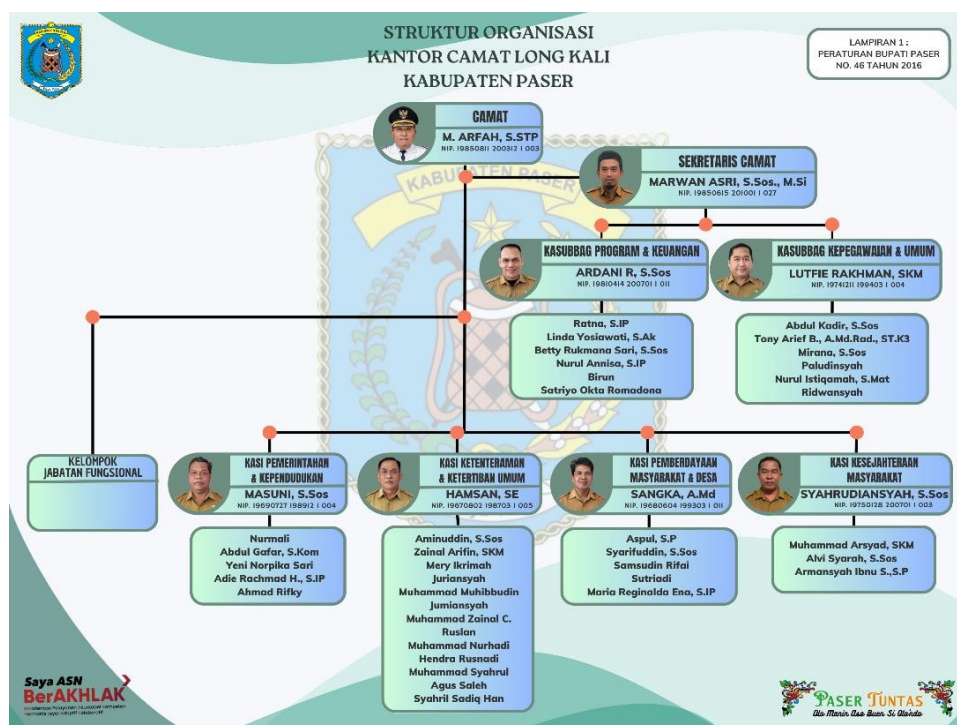 STRUKTUR ORGANISASI
KANTOR CAMAT LONG KALI
KABUPATEN PASER
LAMPIRAN 1 :
PERATURAN BUPATI PASER
NO. 46 TAHUN 2016
CAMAT
M. ARFAH, S.STP
NIP. 19850811 200312 1 003
SEKRETARIS CAMAT
MARWAN ASRI, S.Sos., M.Si
NIP. 19850615 201001 1 027
KABUPATEN PASER
KASUBBAG PROGRAM & KEUANGAN
ARDANI R, S.Sos
NIP. 19810414 200701 1 011
KASUBBAG KEPEGAWAIAN & UMUM
LUTFIE RAKHMAN, SKM
NIP. 19741211 199403 1 004
Ratna, S.IP
Linda Yosiawati, S.Ak
Betty Rukmana Sari, S.Sos
Nurul Annisa, S.IP
Birun
Satriyo Okta Romadona
Abdul Kadir, S.Sos
Tony Arief B., A.Md.Rad., ST.K3
Mirana, S.Sos
Paludinsyah
Nurul Istiqamah, S.Mat
Ridwansyah
KELOMPOK
JABATAN FUNGSIONAL
KASI PEMERINTAHAN
& KEPENDUDUKAN
MASUNI, S.Sos
NIP. 19690727 198912 1 004
KASI KETENTERAMAN
& KETERTIBAN UMUM
HAMSAN, SE
NIP. 19670802 198703 1 005
KASI PEMBERDAYAAN
MASYARAKAT & DESA
SANGKA, A.Md
NIP. 19680604 199303 1 011
KASI KESEJAHTERAAN
MASYARAKAT
SYAHRUDIANSYAH, S.Sos
NIP. 19750128 200701 1 003
Nurmali
Abdul Gafar, S.Kom
Yeni Norpika Sari
Adie Rachmad H., S.IP
Ahmad Rifky
Aminuddin, S.Sos
Zainal Arifin, SKM
Mery Ikrimah
Juriansyah
Muhammad Muhibbudin
Jumiansyah
Muhammad Zainal C.
Ruslan
Muhammad Nurhadi
Hendra Rusnadi
Muhammad Syahrul
Agus Saleh
Syahril Sadiq Han
Aspul, S.P
Syarifuddin, S.Sos
Samsudin Rifai
Sutriadi
Maria Reginalda Ena, S.IP
Muhammad Arsyad, SKM
Alvi Syarah, S.Sos
Armansyah Ibnu S.,S.P
Saya ASN
BerAKHLAK
PASER TUNTAS